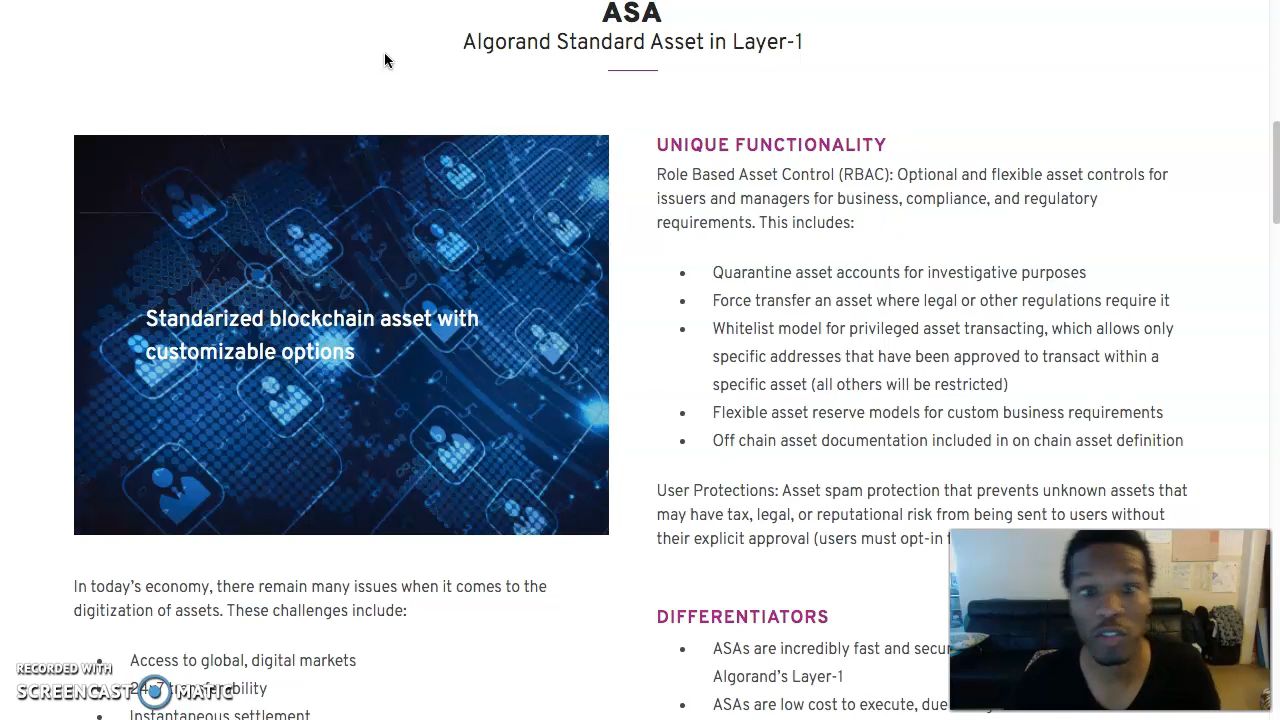 ASA
Algorand Standard Asset in Layer-1
Standarized blockchain asset with
customizable options
In today's economy, there remain many issues when it comes to the
digitization of assets. These challenges include:
• Access to global, digital markets
• 24/7
• Instantaneous settlement
RECORDED WITH
SCREENCAST MATIC
UNIQUE FUNCTIONALITY
Role Based Asset Control (RBAC): Optional and flexible asset controls for
issuers and managers for business, compliance, and regulatory
requirements. This includes:
• Quarantine asset accounts for investigative purposes
• Force transfer an asset where legal or other regulations require it
• Whitelist model for privileged asset transacting, which allows only
specific addresses that have been approved to transact within a
specific asset (all others will be restricted)
• Flexible asset reserve models for custom business requirements
• Off chain asset documentation included in on chain asset definition
User Protections: Asset spam protection that prevents unknown assets that
may have tax, legal, or reputational risk from being sent to users without
their explicit approval (users must opt-in
DIFFERENTIATORS
• ASAs are incredibly fast and
Algorand's Layer-1
• ASAs are low cost to execute,